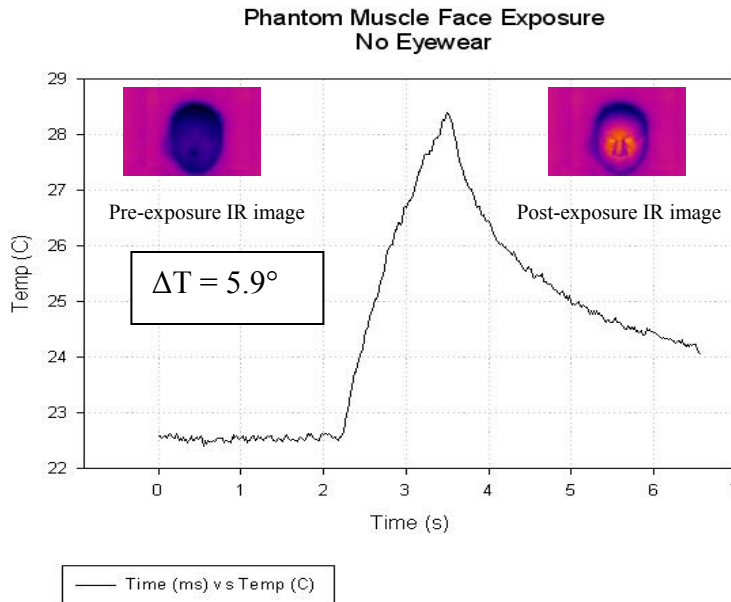 Phantom Muscle Face Exposure
No Eyewear
29
28
27
26
25
24
23
22
Temp (C)
Pre-exposure IR image
Post-exposure IR image
ΔT = 5.9°
0 1 2 3 4 5 6
Time (s)
Time (ms) vs Temp (C)